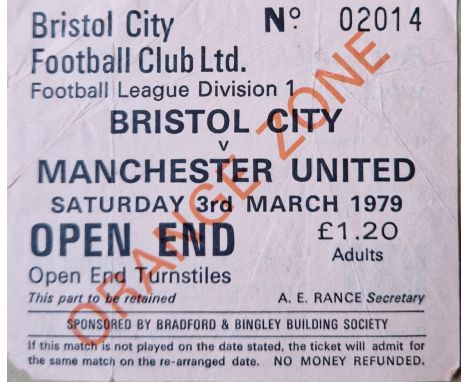 Bristol City Nº 02014
Football Club Ltd.
Football League Division 1
BRISTOL CITY
v
MANCHESTER UNITED
SATURDAY 3rd MARCH 1979
OPEN END £1.20
Open End Turnstiles Adults
This part to be retained A. E. RANCE Secretary
SPONSORED BY BRADFORD & BINGLEY BUILDING SOCIETY
If this match is not played on the date stated, the ticket will admit for
the same match on the re-arranged date. NO MONEY REFUNDED.
ORANGE ZONE